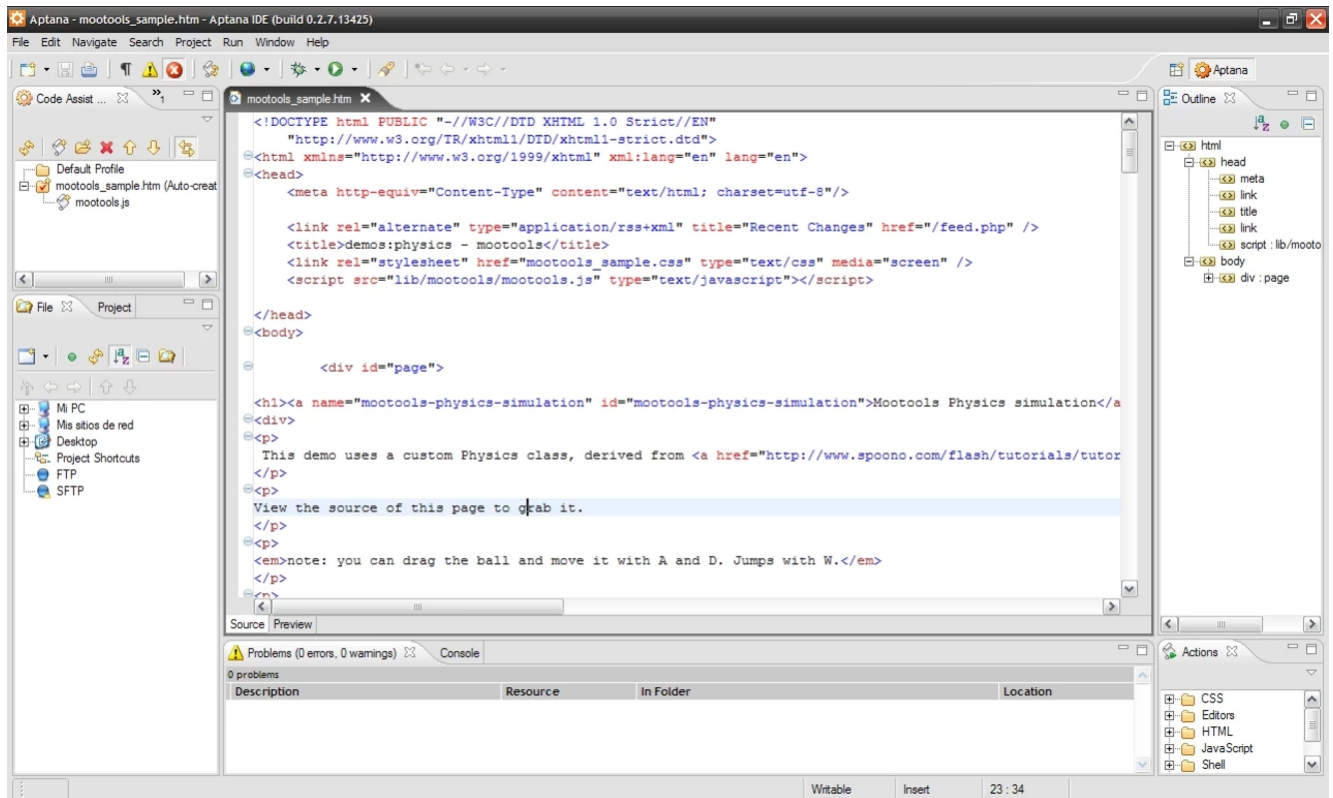 Aptana - mootools_sample.htm - Aptana IDE (build 0.2.7.13425)
File Edit Navigate Search Project Run Window Help
Aptana
Code Assist ...
Default Profile
mootools_sample.htm (Auto-creat
mootools.js
File Project
Mi PC
Mis sitios de red
Desktop
Project Shortcuts
FTP
SFTP
mootools_sample.htm
<!DOCTYPE html PUBLIC "-//W3C//DTD XHTML 1.0 Strict//EN"
"http://www.w3.org/TR/xhtml1/DTD/xhtml1-strict.dtd">
<html xmlns="http://www.w3.org/1999/xhtml" xml:lang="en" lang="en">
<head>
<meta http-equiv="Content-Type" content="text/html; charset=utf-8"/>
<link rel="alternate" type="application/rss+xml" title="Recent Changes" href="/feed.php" />
<title>demos:physics - mootools</title>
<link rel="stylesheet" href="mootools_sample.css" type="text/css" media="screen" />
<script src="lib/mootools/mootools.js" type="text/javascript"></script>
</head>
<body>
<div id="page">
<h1><a name="mootools-physics-simulation" id="mootools-physics-simulation">Mootools Physics simulation</a
<div>
<p>
This demo uses a custom Physics class, derived from <a href="http://www.spoono.com/flash/tutorials/tutor
</p>
<p>
View the source of this page to grab it.
</p>
<p>
<em>note: you can drag the ball and move it with A and D. Jumps with W.</em>
</p>
<p>
Source Preview
Problems (0 errors, 0 warnings) Console
0 problems
Description Resource In Folder Location
Outline
html
head
meta
link
title
link
script : lib/mooto
body
div : page
Actions
CSS
Editors
HTML
JavaScript
Shell
Writable Insert 23 : 34